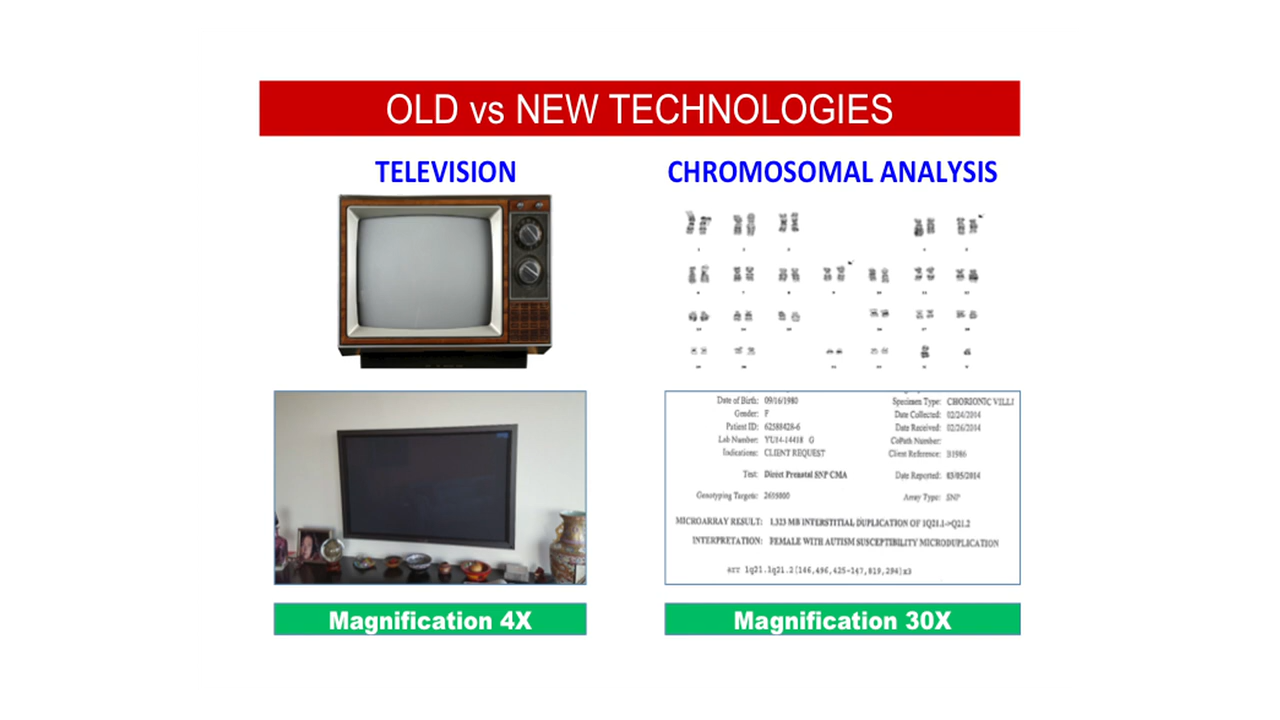 OLD vs NEW TECHNOLOGIES
TELEVISION
CHROMOSOMAL ANALYSIS
Date of Birth: 09/16/1980
Gender: F
Patient ID: 62588428-6
Lab Number: YU14-14418 G
Indications: CLIENT REQUEST
Test: Direct Prenatal SNP CMA
Genotyping Targets: 2695000
Specimen Type: CHORIONIC VILLI
Date Collected: 02/24/2014
Date Received: 02/26/2014
CoPath Number:
Client Reference: 31986
Date Reported: 03/05/2014
Array Type: SNP
MICROARRAY RESULT: 1.323 MB INTERSTITIAL DUPLICATION OF 1Q21.1->Q21.2
INTERPRETATION: FEMALE WITH AUTISM SUSCEPTIBILITY MICRODUPLICATION
arr 1q21.1q21.2(146,496,425-147,819,294)x3
Magnification 4X
Magnification 30X